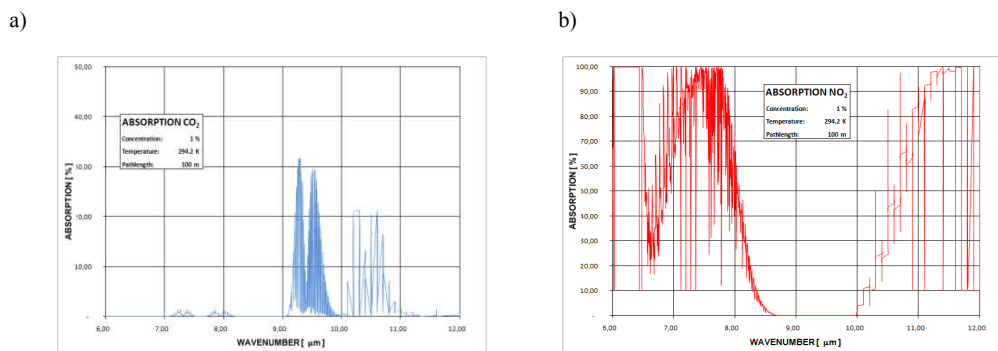 a)
b)
50,00
40,00
30,00
20,00
10,00
-
ABSORPTION [ % ]
ABSORPTION CO2
Concentration: 1 %
Temperature: 294.2 K
Pathlength: 100 m
6,00 7,00 8,00 9,00 10,00 11,00 12,00
WAVENUMBER [ µm]
100,00
90,00
80,00
70,00
60,00
50,00
40,00
30,00
20,00
10,00
-
ABSORPTION [ % ]
ABSORPTION NO2
Concentration: 1 %
Temperature: 294.2 K
Pathlength: 100 m
6,00 7,00 8,00 9,00 10,00 11,00 12,00
WAVENUMBER [ µm]